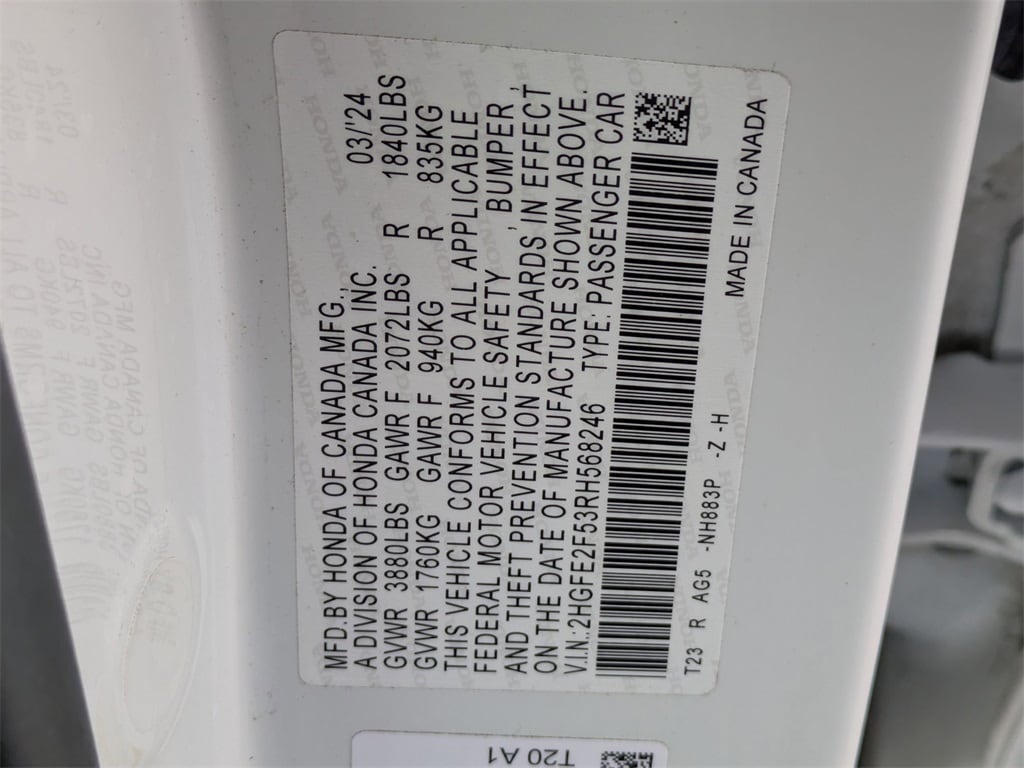 MFD.BY HONDA OF CANADA MFG., 03/'24
A DIVISION OF HONDA CANADA INC.
GVWR 3880LBS GAWR F 2072LBS R 1840LBS
GVWR 1760KG GAWR F 940KG R 835KG
THIS VEHICLE CONFORMS TO ALL APPLICABLE
FEDERAL MOTOR VEHICLE SAFETY , BUMPER ,
AND THEFT PREVENTION STANDARDS, IN EFFECT
ON THE DATE OF MANUFACTURE SHOWN ABOVE.
V.IN.:2HGFE2F53RH568246 TYPE: PASSENGER CAR
T23 R AG5 -NH883P -Z -H
MADE IN CANADA
T20 A1